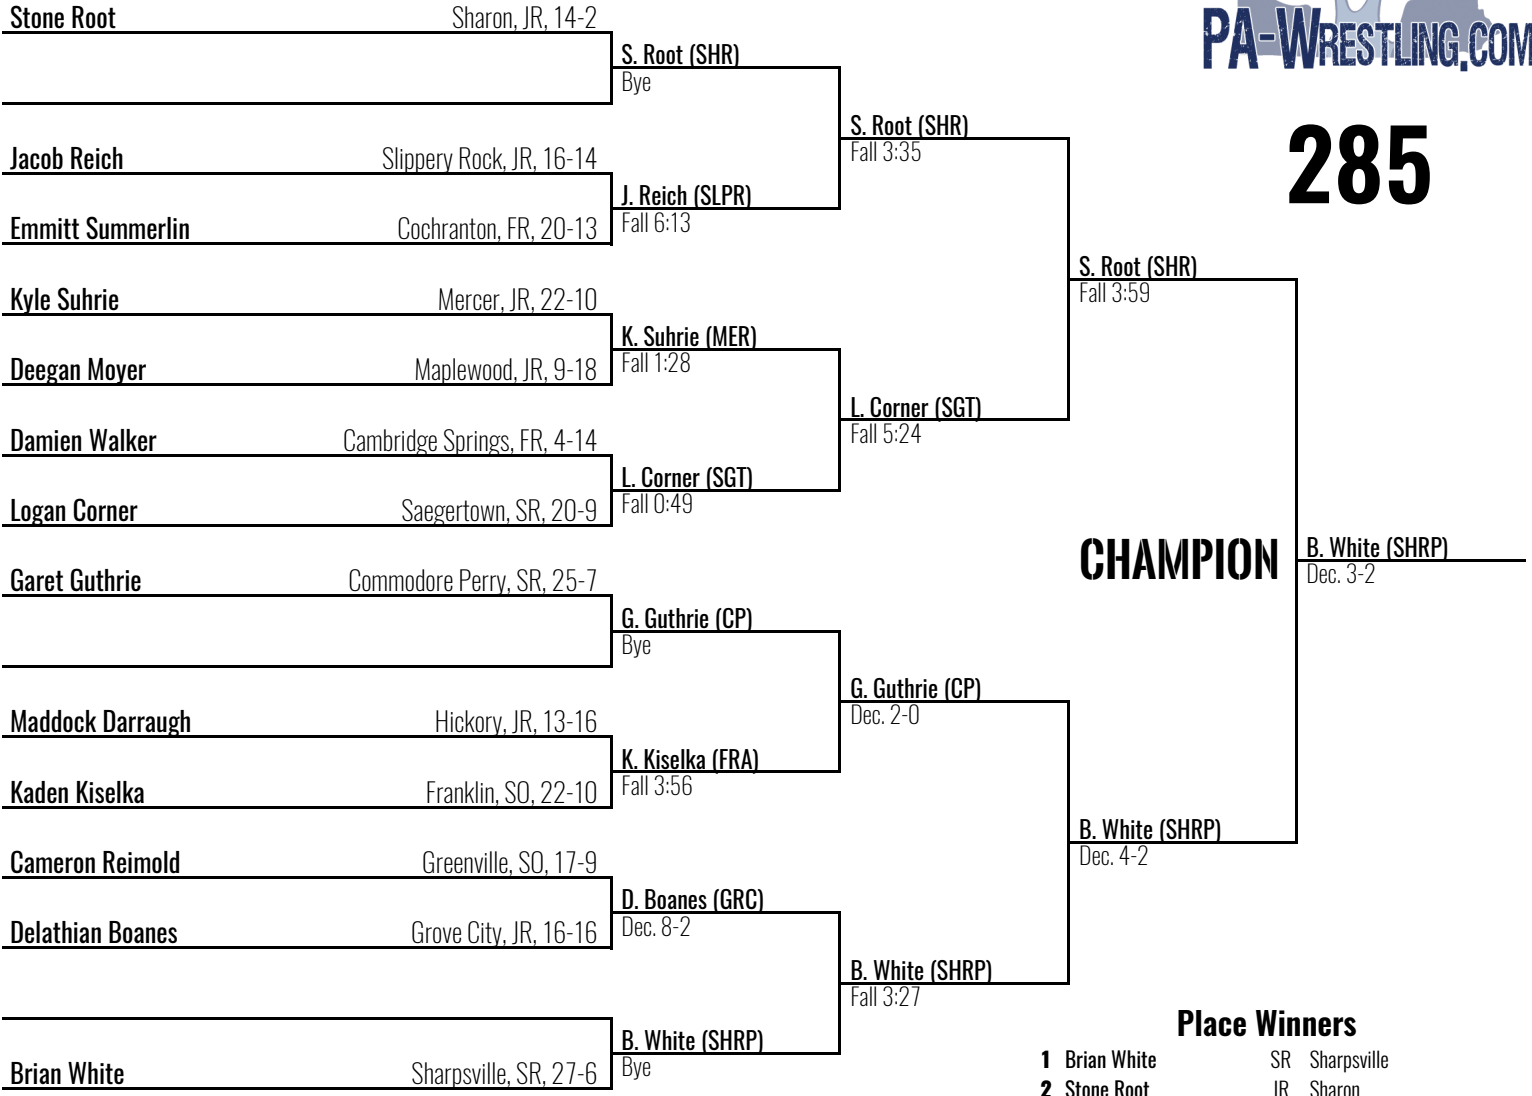 PA-WRESTLING.COM
285
Stone Root Sharon, JR, 14-2
S. Root (SHR)
Bye
S. Root (SHR)
Fall 3:35
Jacob Reich Slippery Rock, JR, 16-14
J. Reich (SLPR)
Fall 6:13
Emmitt Summerlin Cochranton, FR, 20-13
S. Root (SHR)
Fall 3:59
Kyle Suhrie Mercer, JR, 22-10
K. Suhrie (MER)
Fall 1:28
Deegan Moyer Maplewood, JR, 9-18
L. Corner (SGT)
Fall 5:24
Damien Walker Cambridge Springs, FR, 4-14
L. Corner (SGT)
Fall 0:49
Logan Corner Saegertown, SR, 20-9
CHAMPION
B. White (SHRP)
Dec. 3-2
Garet Guthrie Commodore Perry, SR, 25-7
G. Guthrie (CP)
Bye
G. Guthrie (CP)
Dec. 2-0
Maddock Darraugh Hickory, JR, 13-16
K. Kiselka (FRA)
Fall 3:56
Kaden Kiselka Franklin, SO, 22-10
B. White (SHRP)
Dec. 4-2
Cameron Reimold Greenville, SO, 17-9
D. Boanes (GRC)
Dec. 8-2
Delathian Boanes Grove City, JR, 16-16
B. White (SHRP)
Fall 3:27
B. White (SHRP)
Bye
Brian White Sharpsville, SR, 27-6
Place Winners
1 Brian White SR Sharpsville
2 Stone Root JR Sharon